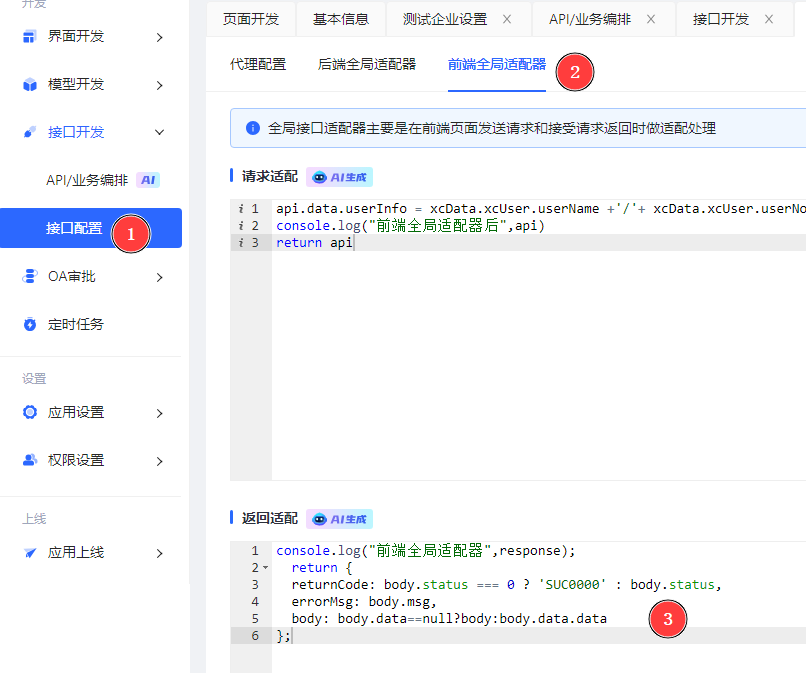 开发
界面开发
模型开发
接口开发
API/业务编排 AI
接口配置 1
OA审批
定时任务
设置
应用设置
权限设置
上线
应用上线
页面开发 基本信息 测试企业设置 × API/业务编排 × 接口开发 ×
代理配置 后端全局适配器 前端全局适配器 2
全局接口适配器主要是在前端页面发送请求和接受请求返回时做适配处理
请求适配 AI生成
i 1 api.data.userInfo = xcData.xcUser.userName +'/'+ xcData.xcUser.userNo
i 2 console.log("前端全局适配器后",api)
i 3 return api
返回适配 AI生成
1 console.log("前端全局适配器",response);
2 return {
3 returnCode: body.status === 0 ? 'SUC0000' : body.status,
4 errorMsg: body.msg,
5 body: body.data==null?body:body.data.data 3
6 };